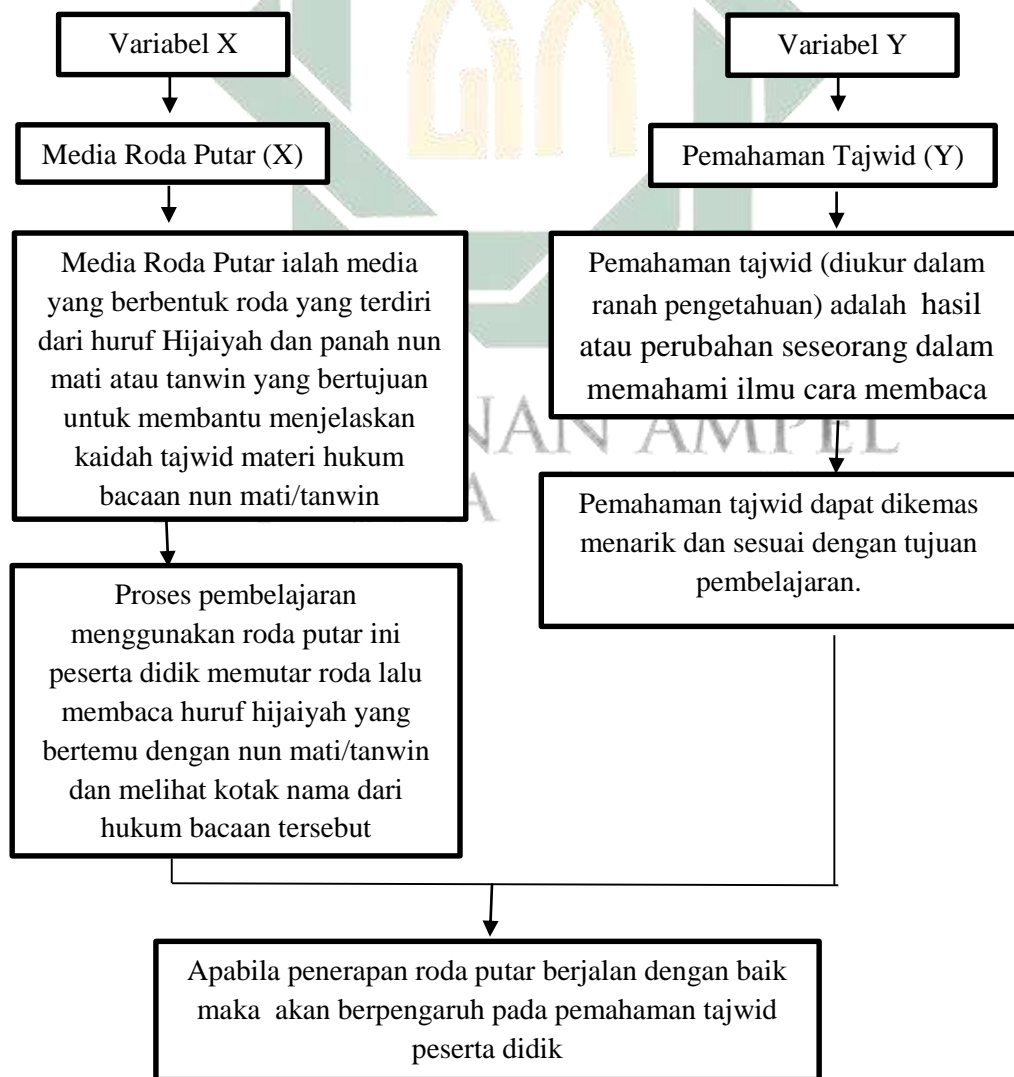 Variabel X
Variabel Y
Media Roda Putar (X)
Pemahaman Tajwid (Y)
Media Roda Putar ialah media
yang berbentuk roda yang terdiri
dari huruf Hijaiyah dan panah nun
mati atau tanwin yang bertujuan
untuk membantu menjelaskan
kaidah tajwid materi hukum
bacaan nun mati/tanwin
Pemahaman tajwid (diukur dalam
ranah pengetahuan) adalah hasil
atau perubahan seseorang dalam
memahami ilmu cara membaca
NAN AMPEL
A
Pemahaman tajwid dapat dikemas
menarik dan sesuai dengan tujuan
pembelajaran.
Proses pembelajaran
menggunakan roda putar ini
peserta didik memutar roda lalu
membaca huruf hijaiyah yang
bertemu dengan nun mati/tanwin
dan melihat kotak nama dari
hukum bacaan tersebut
Apabila penerapan roda putar berjalan dengan baik
maka akan berpengaruh pada pemahaman tajwid
peserta didik